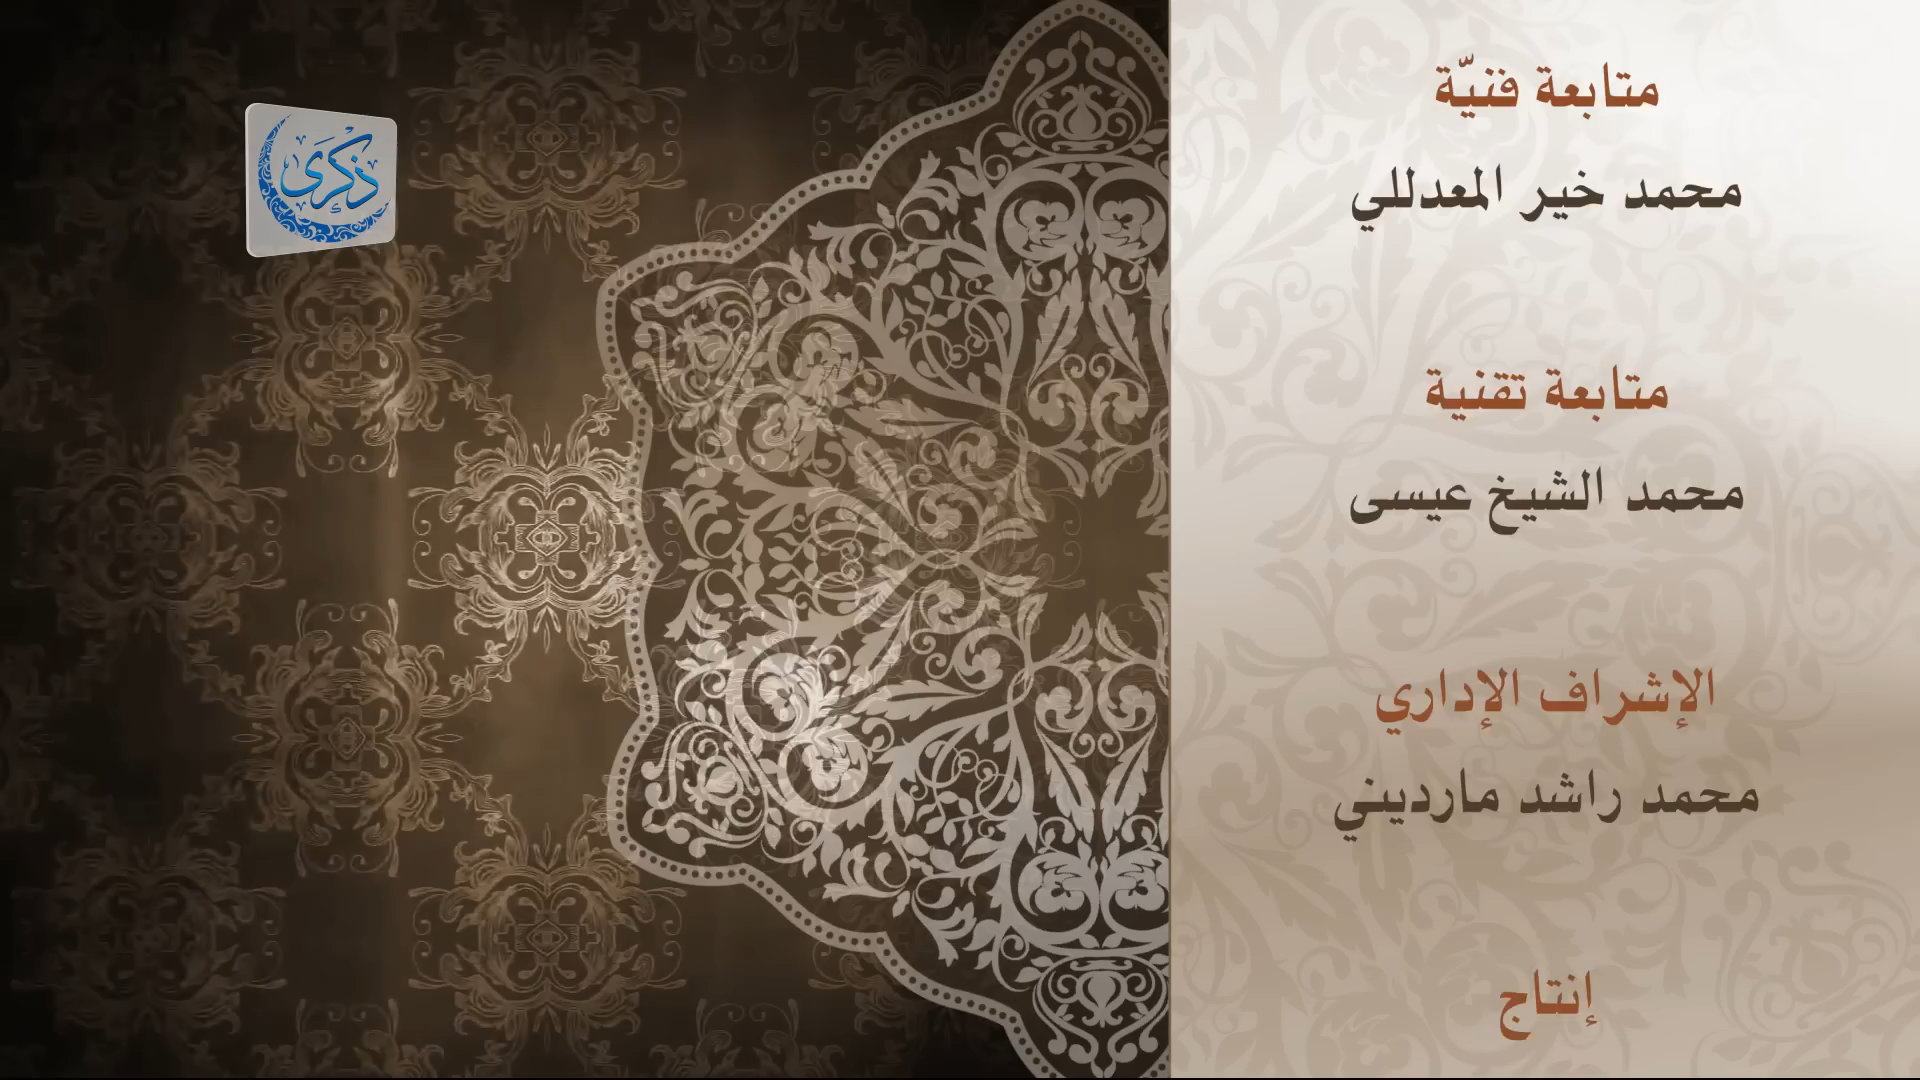 ذكرى
متابعة فنيّة
محمد خير المعدللي
متابعة تقنية
محمد الشيخ عيسى
الإشراف الإداري
محمد راشد مارديني
إنتاج